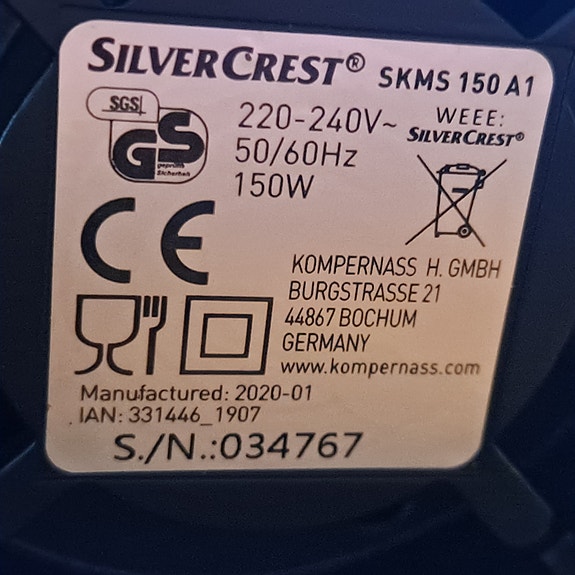 SILVERCREST® SKMS 150 A1
SGS
GS
geprüfte
Sicherheit
220-240V~
50/60Hz
150W
WEEE:
SILVERCREST®
CE
KOMPERNASS H. GMBH
BURGSTRASSE 21
44867 BOCHUM
GERMANY
www.kompernass.com
Manufactured: 2020-01
IAN: 331446_1907
S./N.:034767